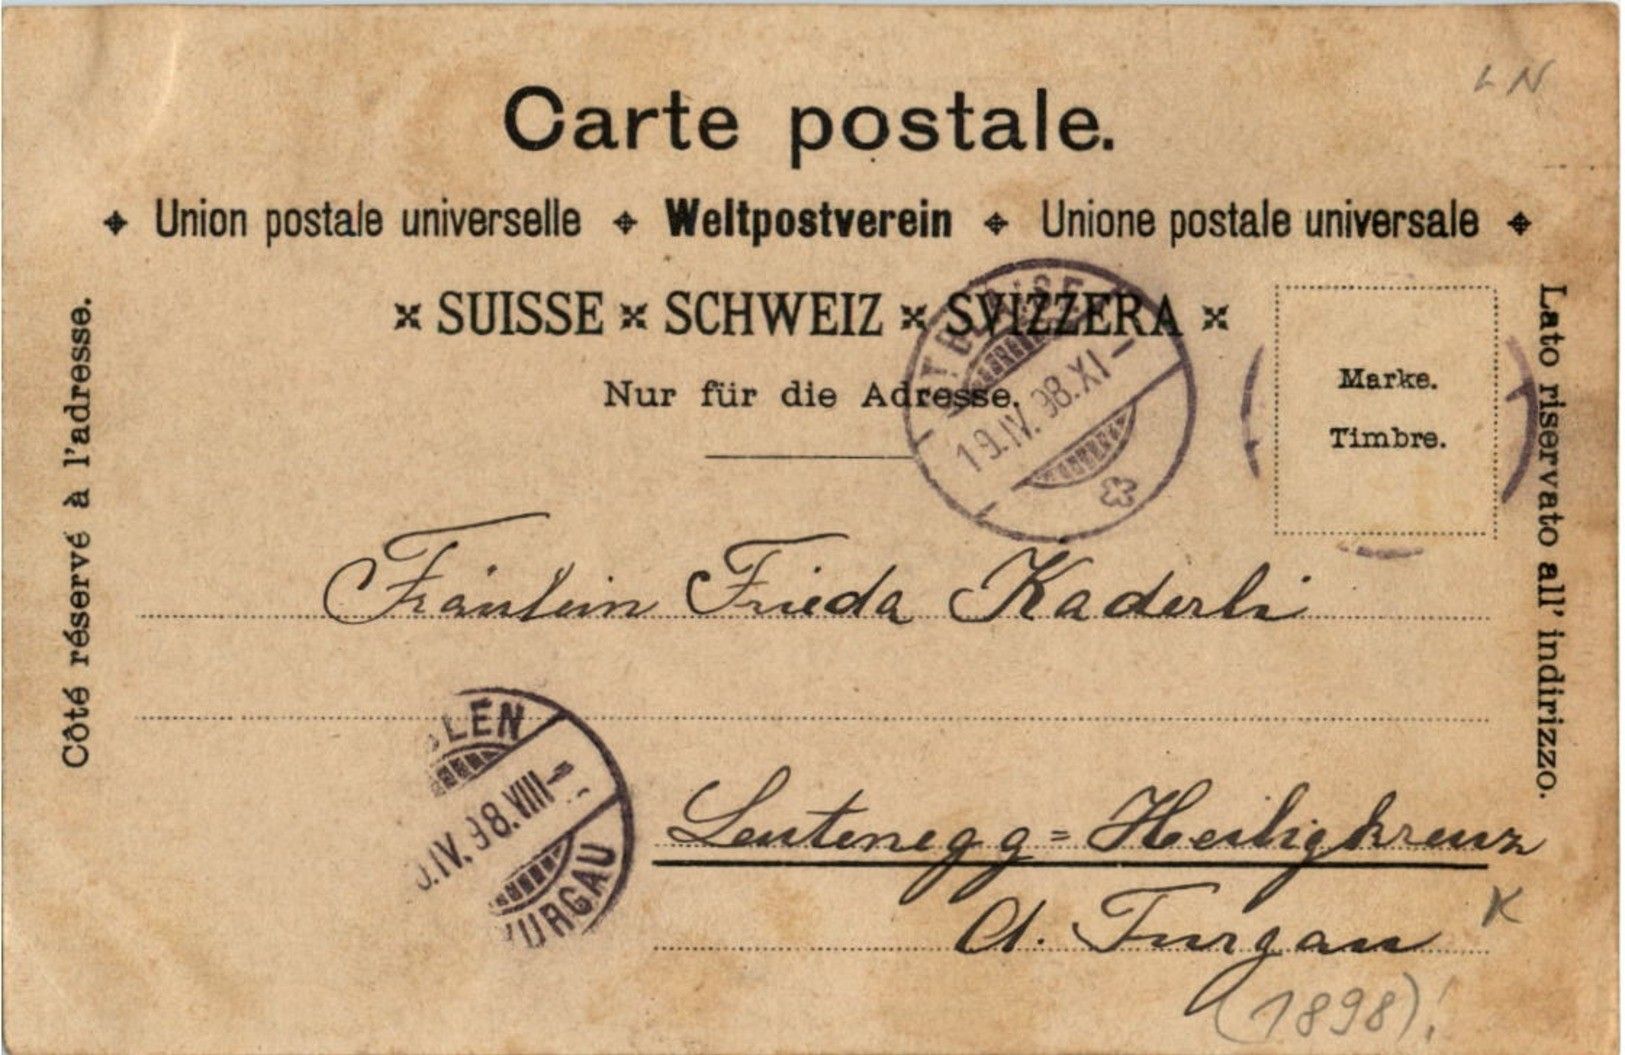 LN
Carte postale.
Union postale universelle Weltpostverein Unione postale universale
SUISSE SCHWEIZ SVIZZERA
Nur für die Adresse.
19.IV.98.XI
Marke.
Timbre.
Côté réservé à l'adresse.
Lato riservato all' indirizzo.
Fräulein Frieda Kaderli
LEN
.IV.98.VIII
URGAU
Leutenegg=Heiligkreuz
Ct. Turgau
K
(1898)!